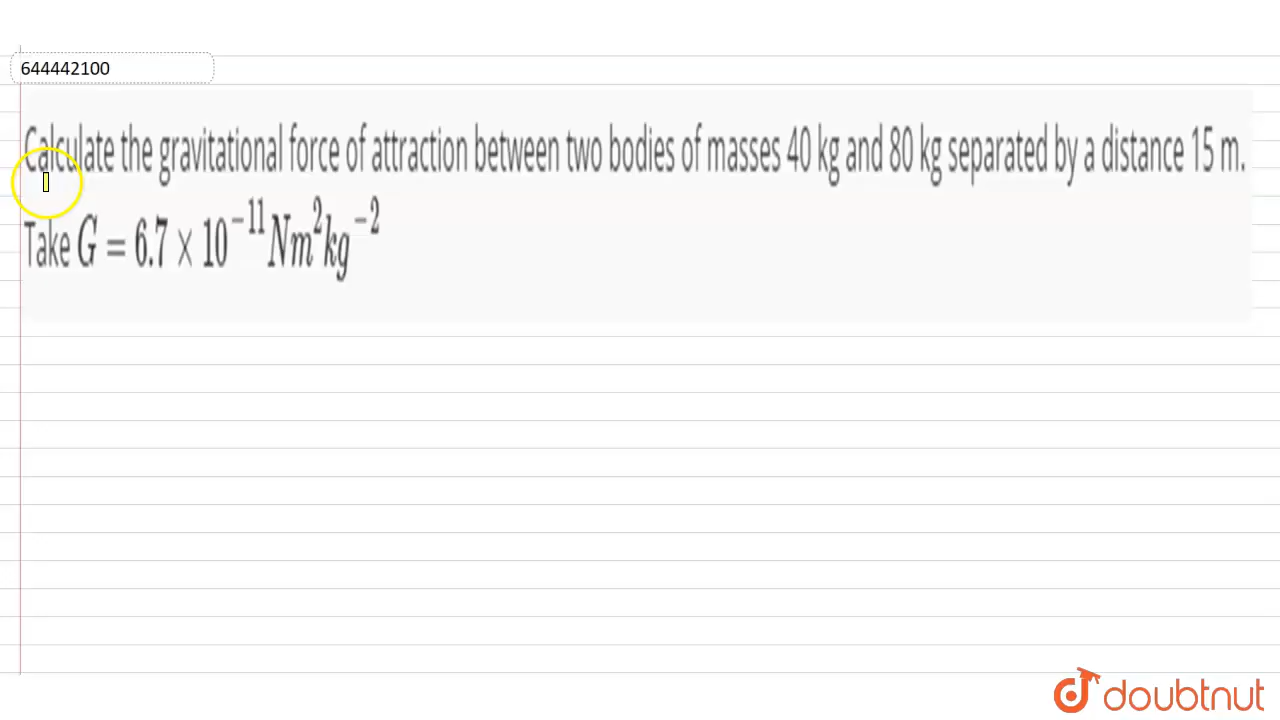 644442100
Calculate the gravitational force of attraction between two bodies of masses 40 kg and 80 kg separated by a distance 15 m.
Take G = 6.7 × 10⁻¹¹ Nm²kg⁻²
doubtnut